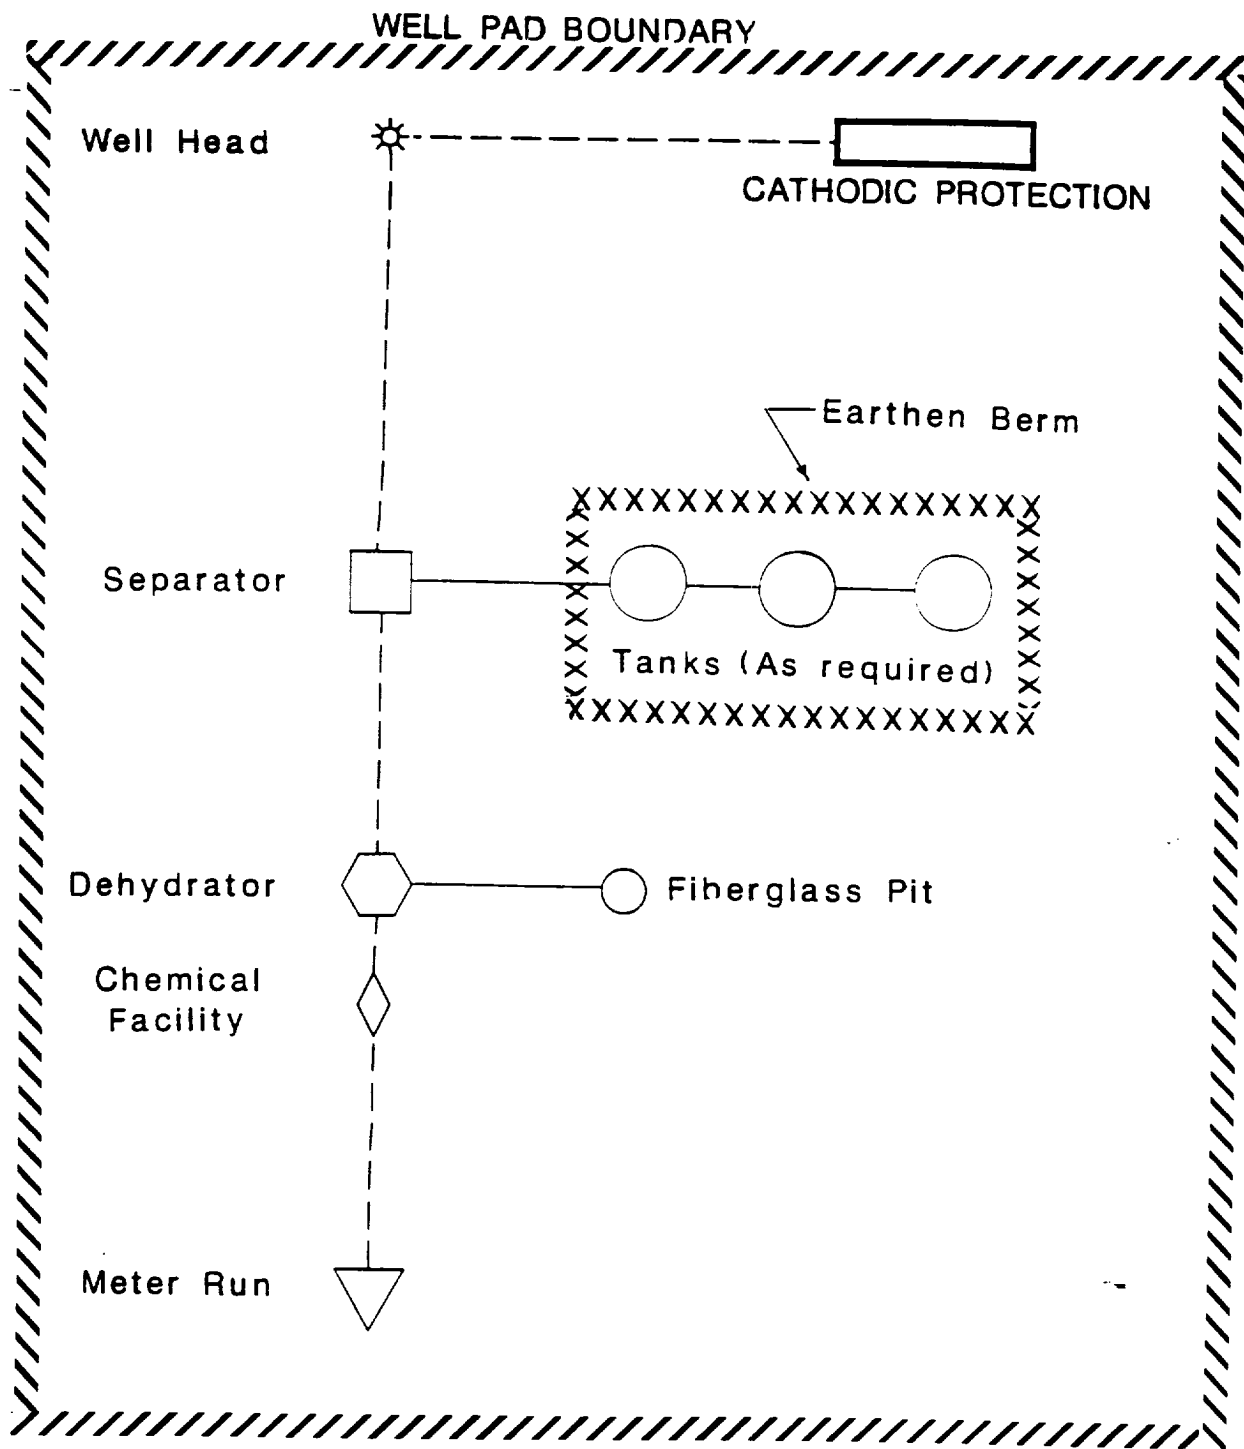 WELL PAD BOUNDARY
Well Head
CATHODIC PROTECTION
Earthen Berm
Separator
Tanks (As required)
Dehydrator
Fiberglass Pit
Chemical
Facility
Meter Run